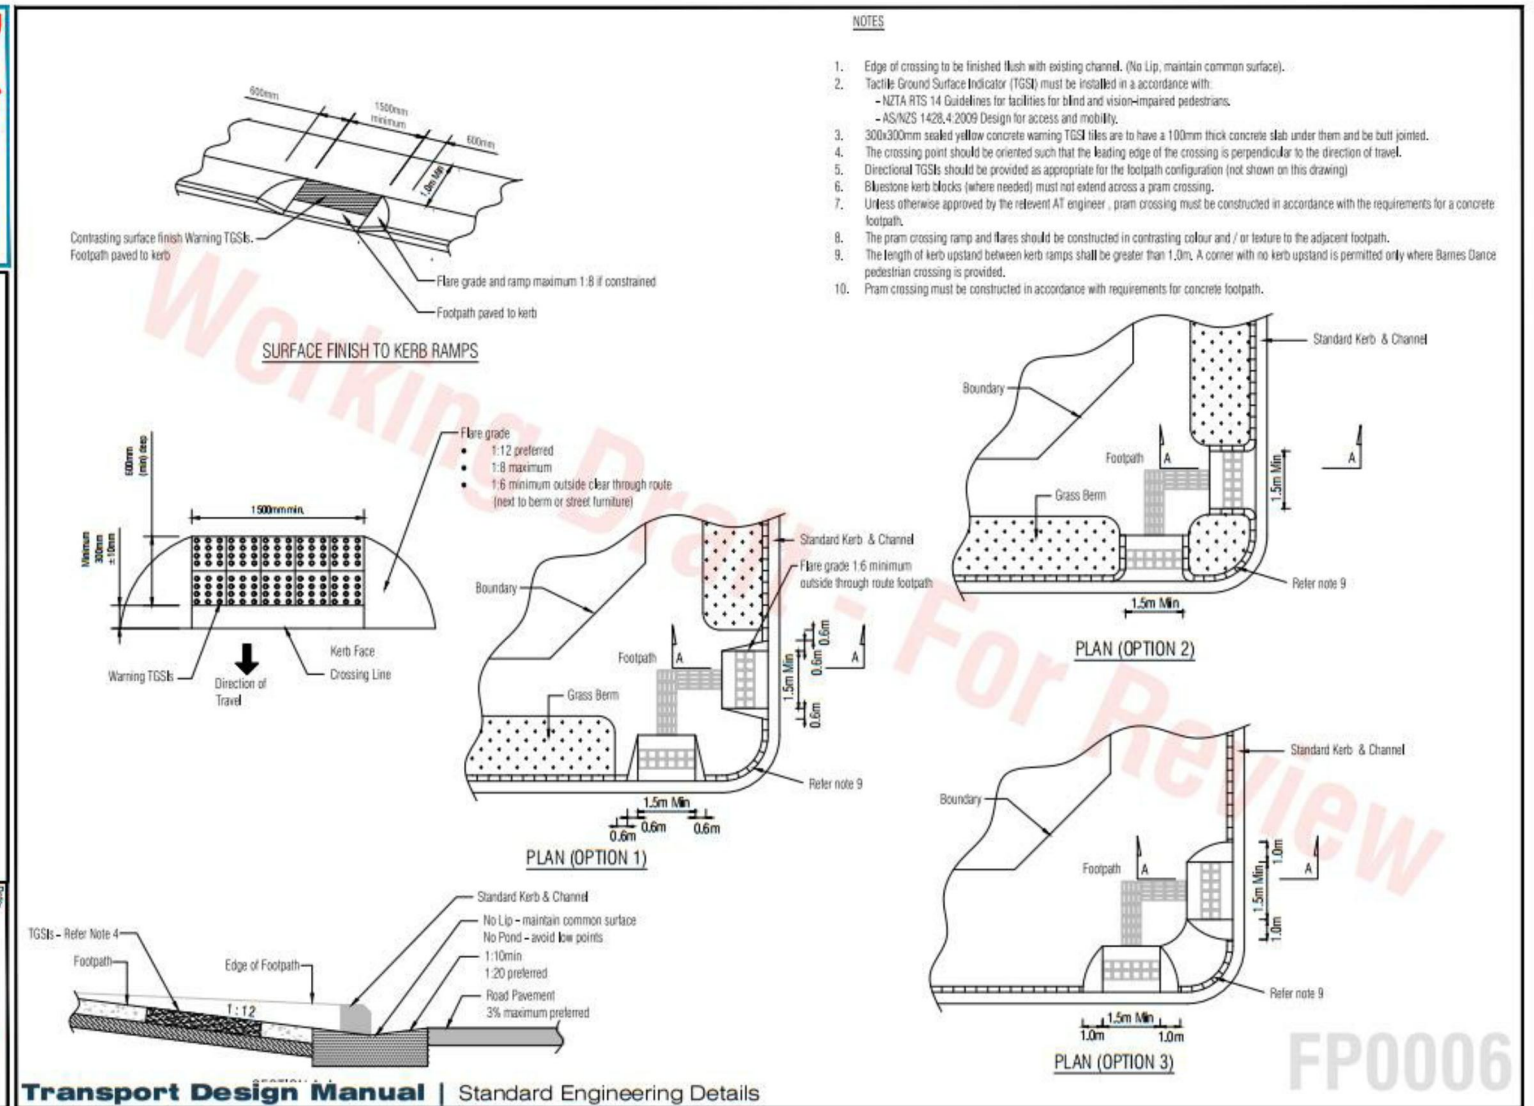 NOTES
1. Edge of crossing to be finished flush with existing channel. (No Lip, maintain common surface).
2. Tactile Ground Surface Indicator (TGSI) must be installed in a accordance with:
- NZTA RTS 14 Guidelines for facilities for blind and vision-impaired pedestrians.
- AS/NZS 1428.4:2009 Design for access and mobility.
3. 300x300mm sealed yellow concrete warning TGSI tiles are to have a 100mm thick concrete slab under them and be butt jointed.
4. The crossing point should be oriented such that the leading edge of the crossing is perpendicular to the direction of travel.
5. Directional TGSIs should be provided as appropriate for the footpath configuration (not shown on this drawing)
6. Bluestone kerb blocks (where needed) must not extend across a pram crossing.
7. Unless otherwise approved by the relevent AT engineer , pram crossing must be constructed in accordance with the requirements for a concrete
footpath.
8. The pram crossing ramp and flares should be constructed in contrasting colour and / or texture to the adjacent footpath.
9. The length of kerb upstand between kerb ramps shall be greater than 1.0m. A corner with no kerb upstand is permitted only where Barnes Dance
pedestrian crossing is provided.
10. Pram crossing must be constructed in accordance with requirements for concrete footpath.
600mm
1500mm
minimum
600mm
1.0m Min
Contrasting surface finish Warning TGSIs.
Footpath paved to kerb
Flare grade and ramp maximum 1:8 if constrained
Footpath paved to kerb
SURFACE FINISH TO KERB RAMPS
Flare grade
• 1:12 preferred
• 1:8 maximum
• 1:6 minimum outside clear through route
(next to berm or street furniture)
600mm
(min) deep
1500mm min.
Minimum
300mm
±10mm
Warning TGSIs
Direction of
Travel
Kerb Face
Crossing Line
Standard Kerb & Channel
Flare grade 1:6 minimum
outside through route footpath
Boundary
Footpath
A
A
Grass Berm
0.6m
0.6m
1.5m Min
0.6m
Refer note 9
1.5m Min
0.6m
0.6m
0.6m
PLAN (OPTION 1)
Standard Kerb & Channel
Boundary
Footpath
A
A
Grass Berm
1.5m Min
Refer note 9
1.5m Min
PLAN (OPTION 2)
Standard Kerb & Channel
Boundary
Footpath
A
A
1.0m
1.5m Min
1.0m
Refer note 9
1.5m Min
1.0m
1.0m
PLAN (OPTION 3)
Standard Kerb & Channel
No Lip - maintain common surface
No Pond - avoid low points
1:10min
1:20 preferred
Road Pavement
3% maximum preferred
TGSIs - Refer Note 4
Footpath
Edge of Footpath
1:12
Working Draft - For Review
FP0006
Transport Design Manual | Standard Engineering Details